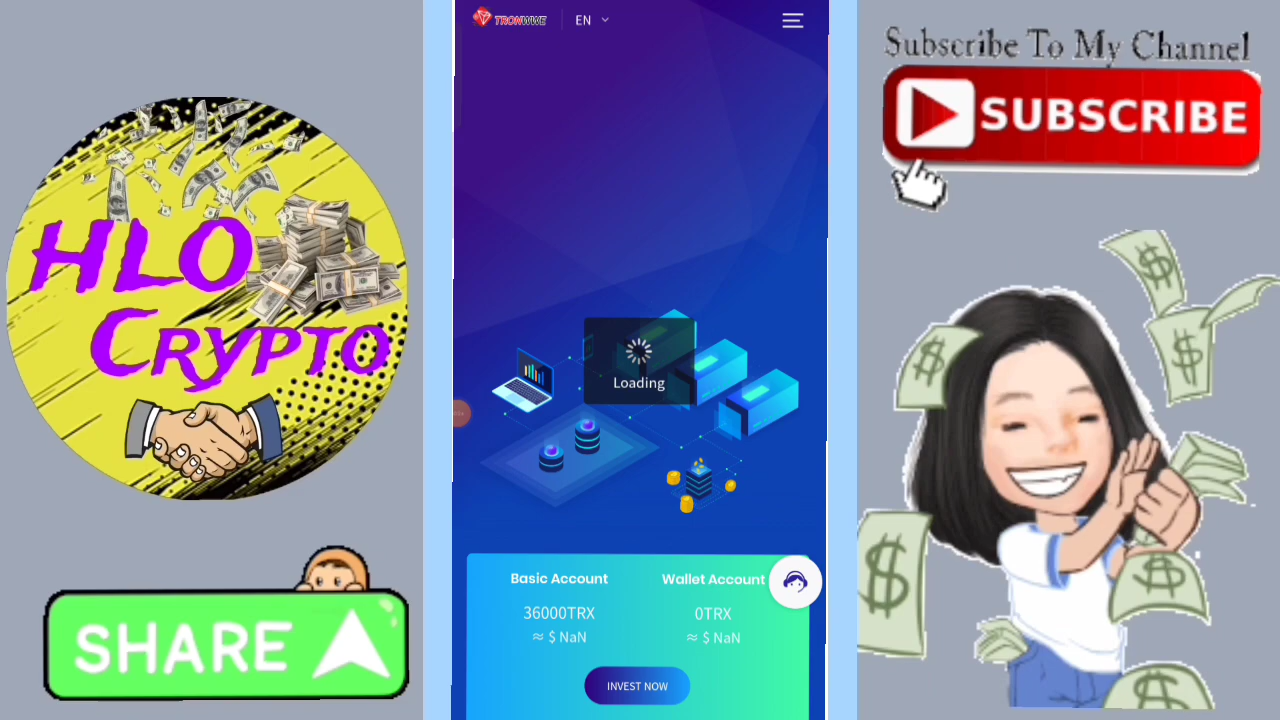 HLO
CRYPTO
SHARE
TRONWWE
EN
Loading
Basic Account
Wallet Account
36000TRX
0TRX
≈ $ NaN
≈ $ NaN
INVEST NOW
Subscribe To My Channel
SUBSCRIBE